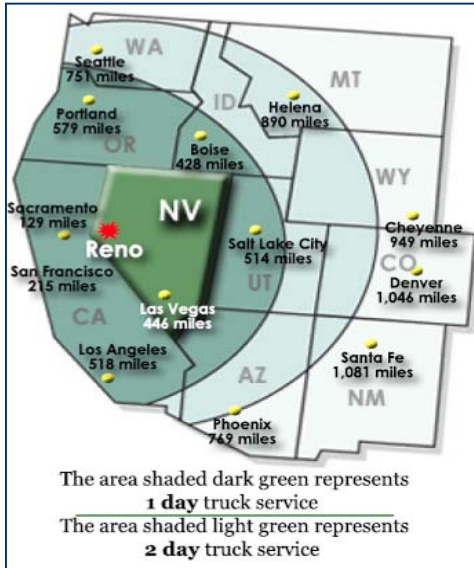 WA
Seattle
751 miles
MT
Portland
579 miles
ID
Helena
890 miles
OR
Boise
428 miles
WY
NV
Sacramento
129 miles
Reno
Salt Lake City
514 miles
Cheyenne
949 miles
CO
San Francisco
215 miles
UT
Denver
1,046 miles
Las Vegas
446 miles
CA
Los Angeles
518 miles
Santa Fe
1,081 miles
AZ
NM
Phoenix
769 miles
The area shaded dark green represents
1 day truck service
The area shaded light green represents
2 day truck service